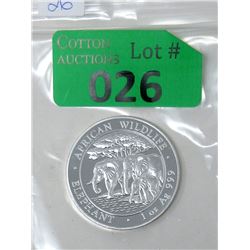 COTTON
AUCTIONS
Lot #
026
AFRICAN WILDLIFE
ELEPHANT • 1 oz Ag 999